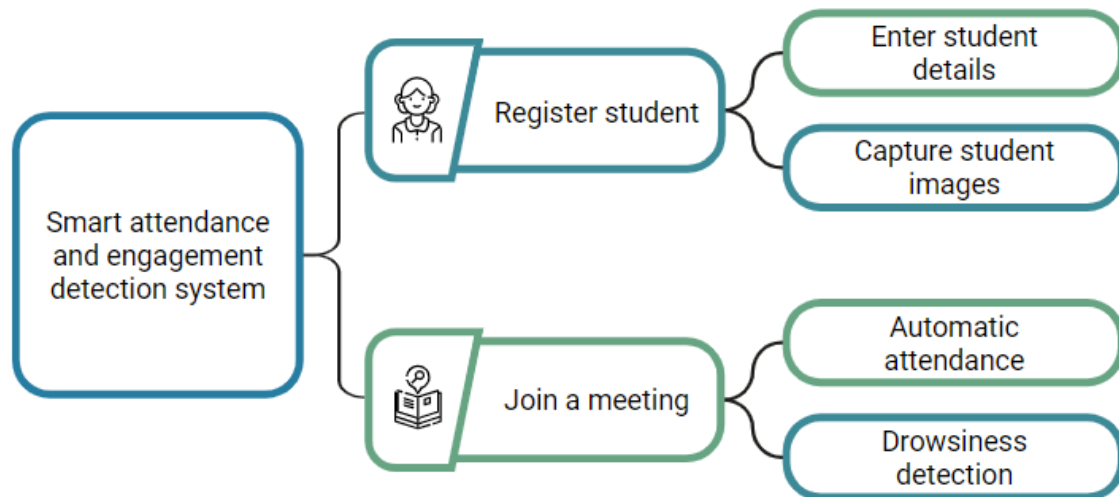 Smart attendance
and engagement
detection system
Register student
Enter student
details
Capture student
images
Join a meeting
Automatic
attendance
Drowsiness
detection